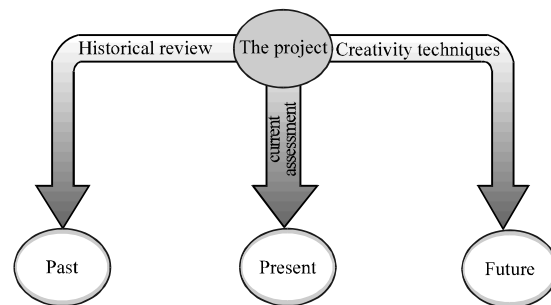 Historical review
The project
Creativity techniques
current
assessment
Past
Present
Future